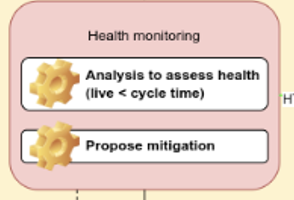 Health monitoring
Analysis to assess health
(live < cycle time)
Propose mitigation